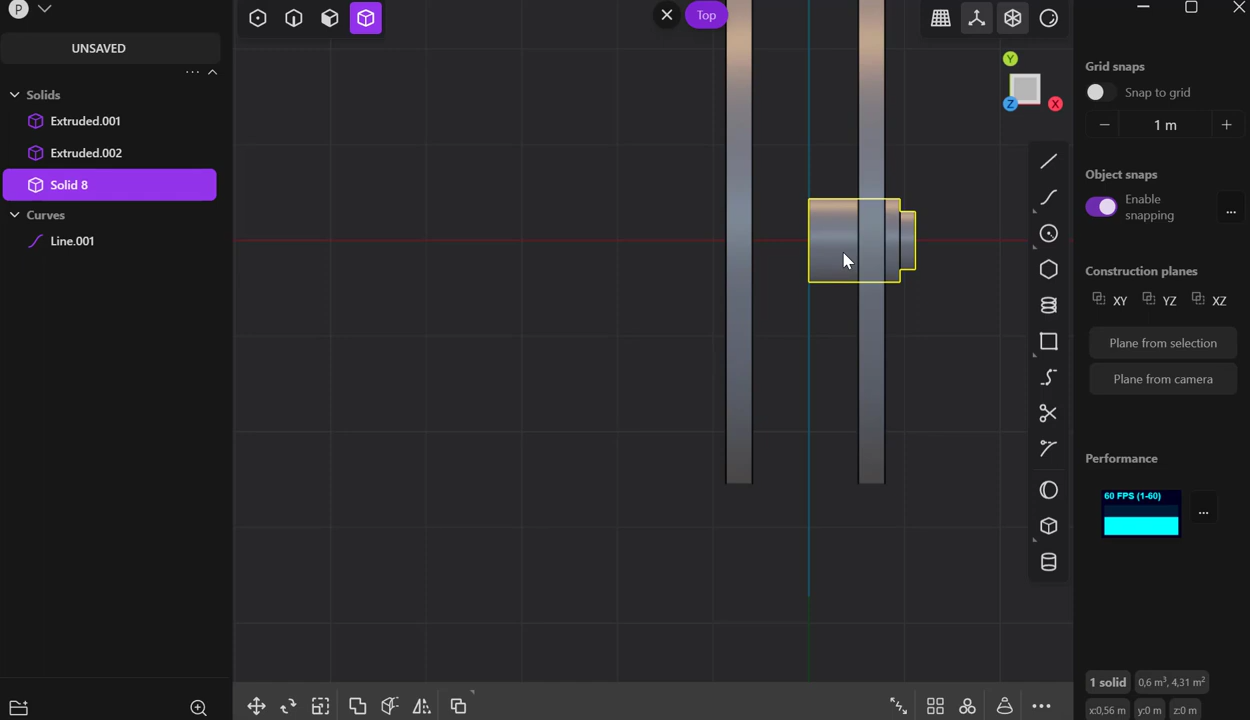 P
UNSAVED
...
Solids
Extruded.001
Extruded.002
Solid 8
Curves
Line.001
Top
Y
Z
X
Grid snaps
Snap to grid
1 m
Object snaps
Enable
snapping
...
Construction planes
XY
YZ
XZ
Plane from selection
Plane from camera
Performance
60 FPS (1-60)
...
1 solid
0,6 m³, 4,31 m²
x:0,56 m
y:0 m
z:0 m